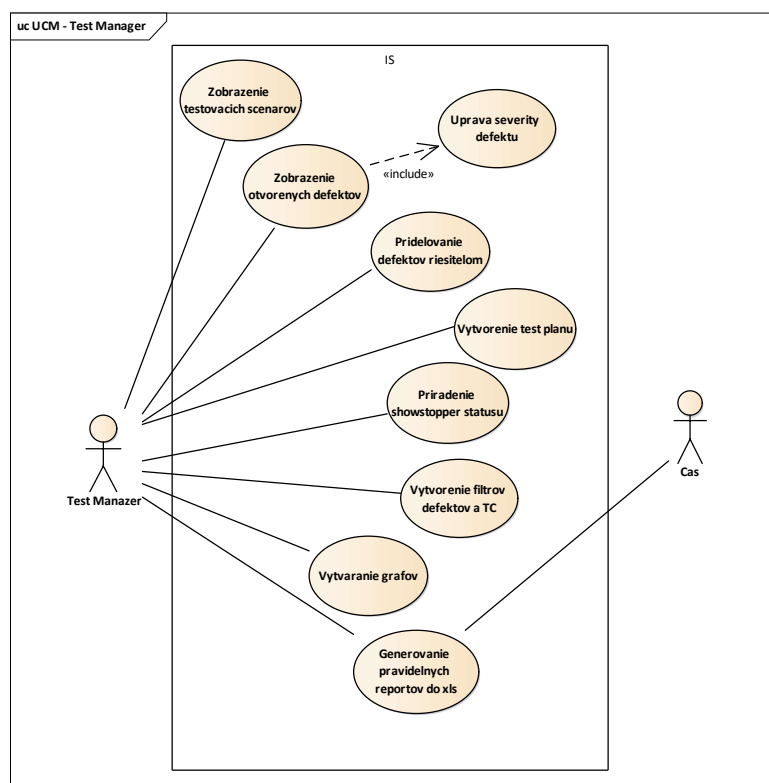 uc UCM - Test Manager
IS
Zobrazenie
testovacich scenarov
Uprava severity
defektu
Zobrazenie
otvorenych defektov
«include»
Pridelovanie
defektov riesitelom
Vytvorenie test planu
Priradenie
showstopper statusu
Test Manazer
Cas
Vytvorenie filtrov
defektov a TC
Vytvaranie grafov
Generovanie
pravidelnych
reportov do xls